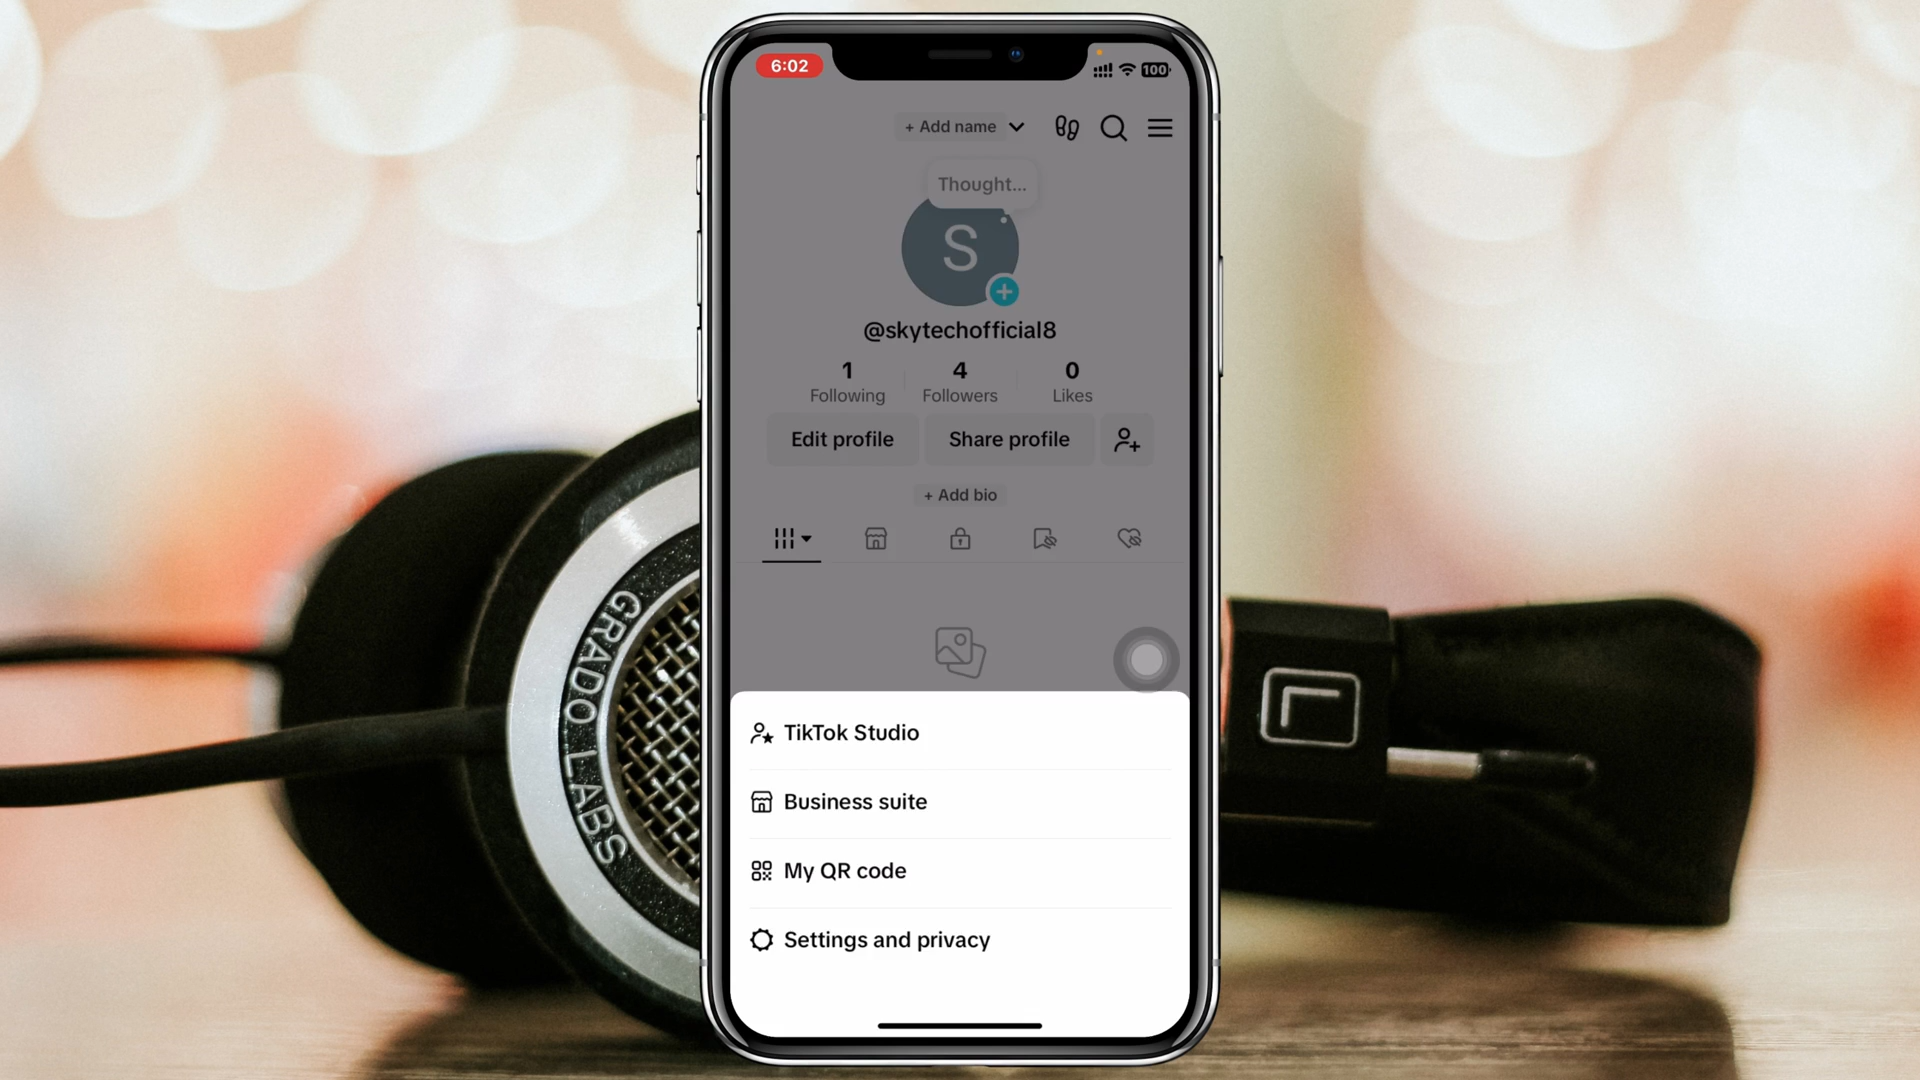 6:02
100
+ Add name
Thought...
S
@skytechofficial8
1 4 0
Following Followers Likes
Edit profile Share profile
+ Add bio
TikTok Studio
Business suite
My QR code
Settings and privacy
GRADO LABS